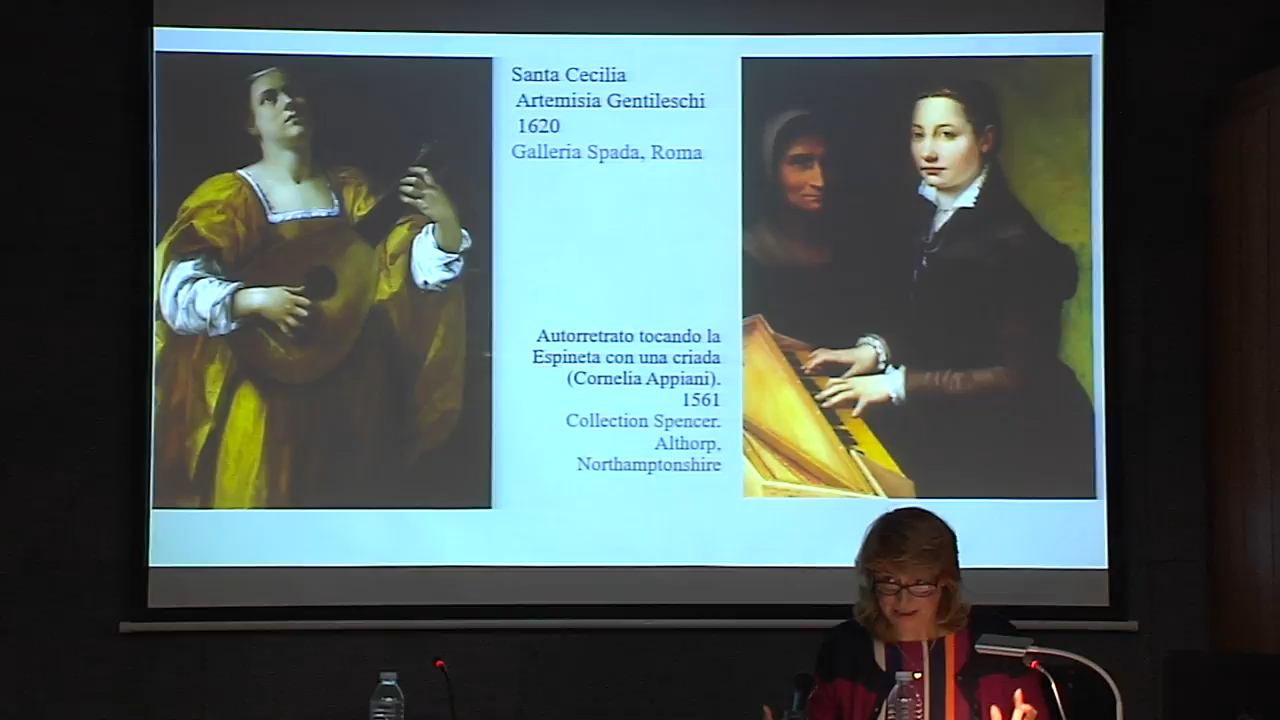 Santa Cecilia
Artemisia Gentileschi
1620
Galleria Spada, Roma
Autorretrato tocando la
Espineta con una criada
(Cornelia Appiani).
1561
Collection Spencer.
Althorp,
Northamptonshire